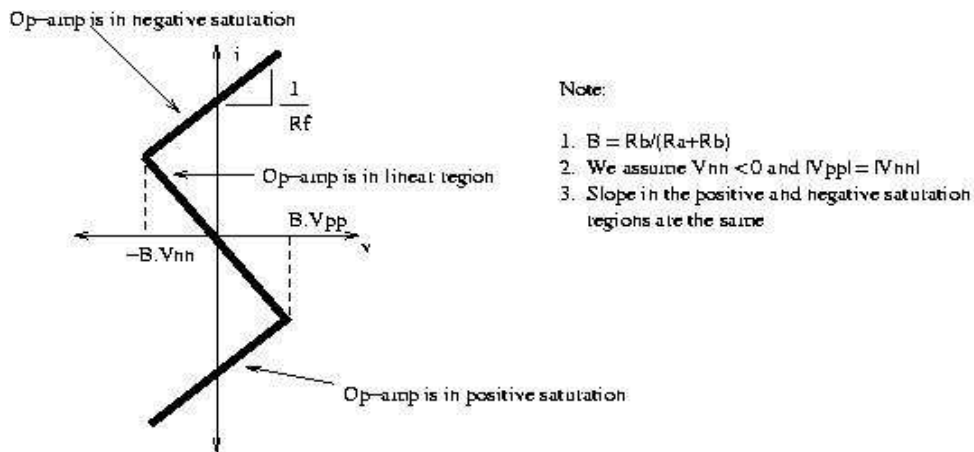 Op-amp is in negative saturation
i
1
Rf
Op-amp is in linear region
B.Vpp
v
-B.Vnn
Op-amp is in positive saturation
Note:
1. B = Rb/(Ra+Rb)
2. We assume Vnn < 0 and |Vpp| = |Vnn|
3. Slope in the positive and negative saturation
regions are the same